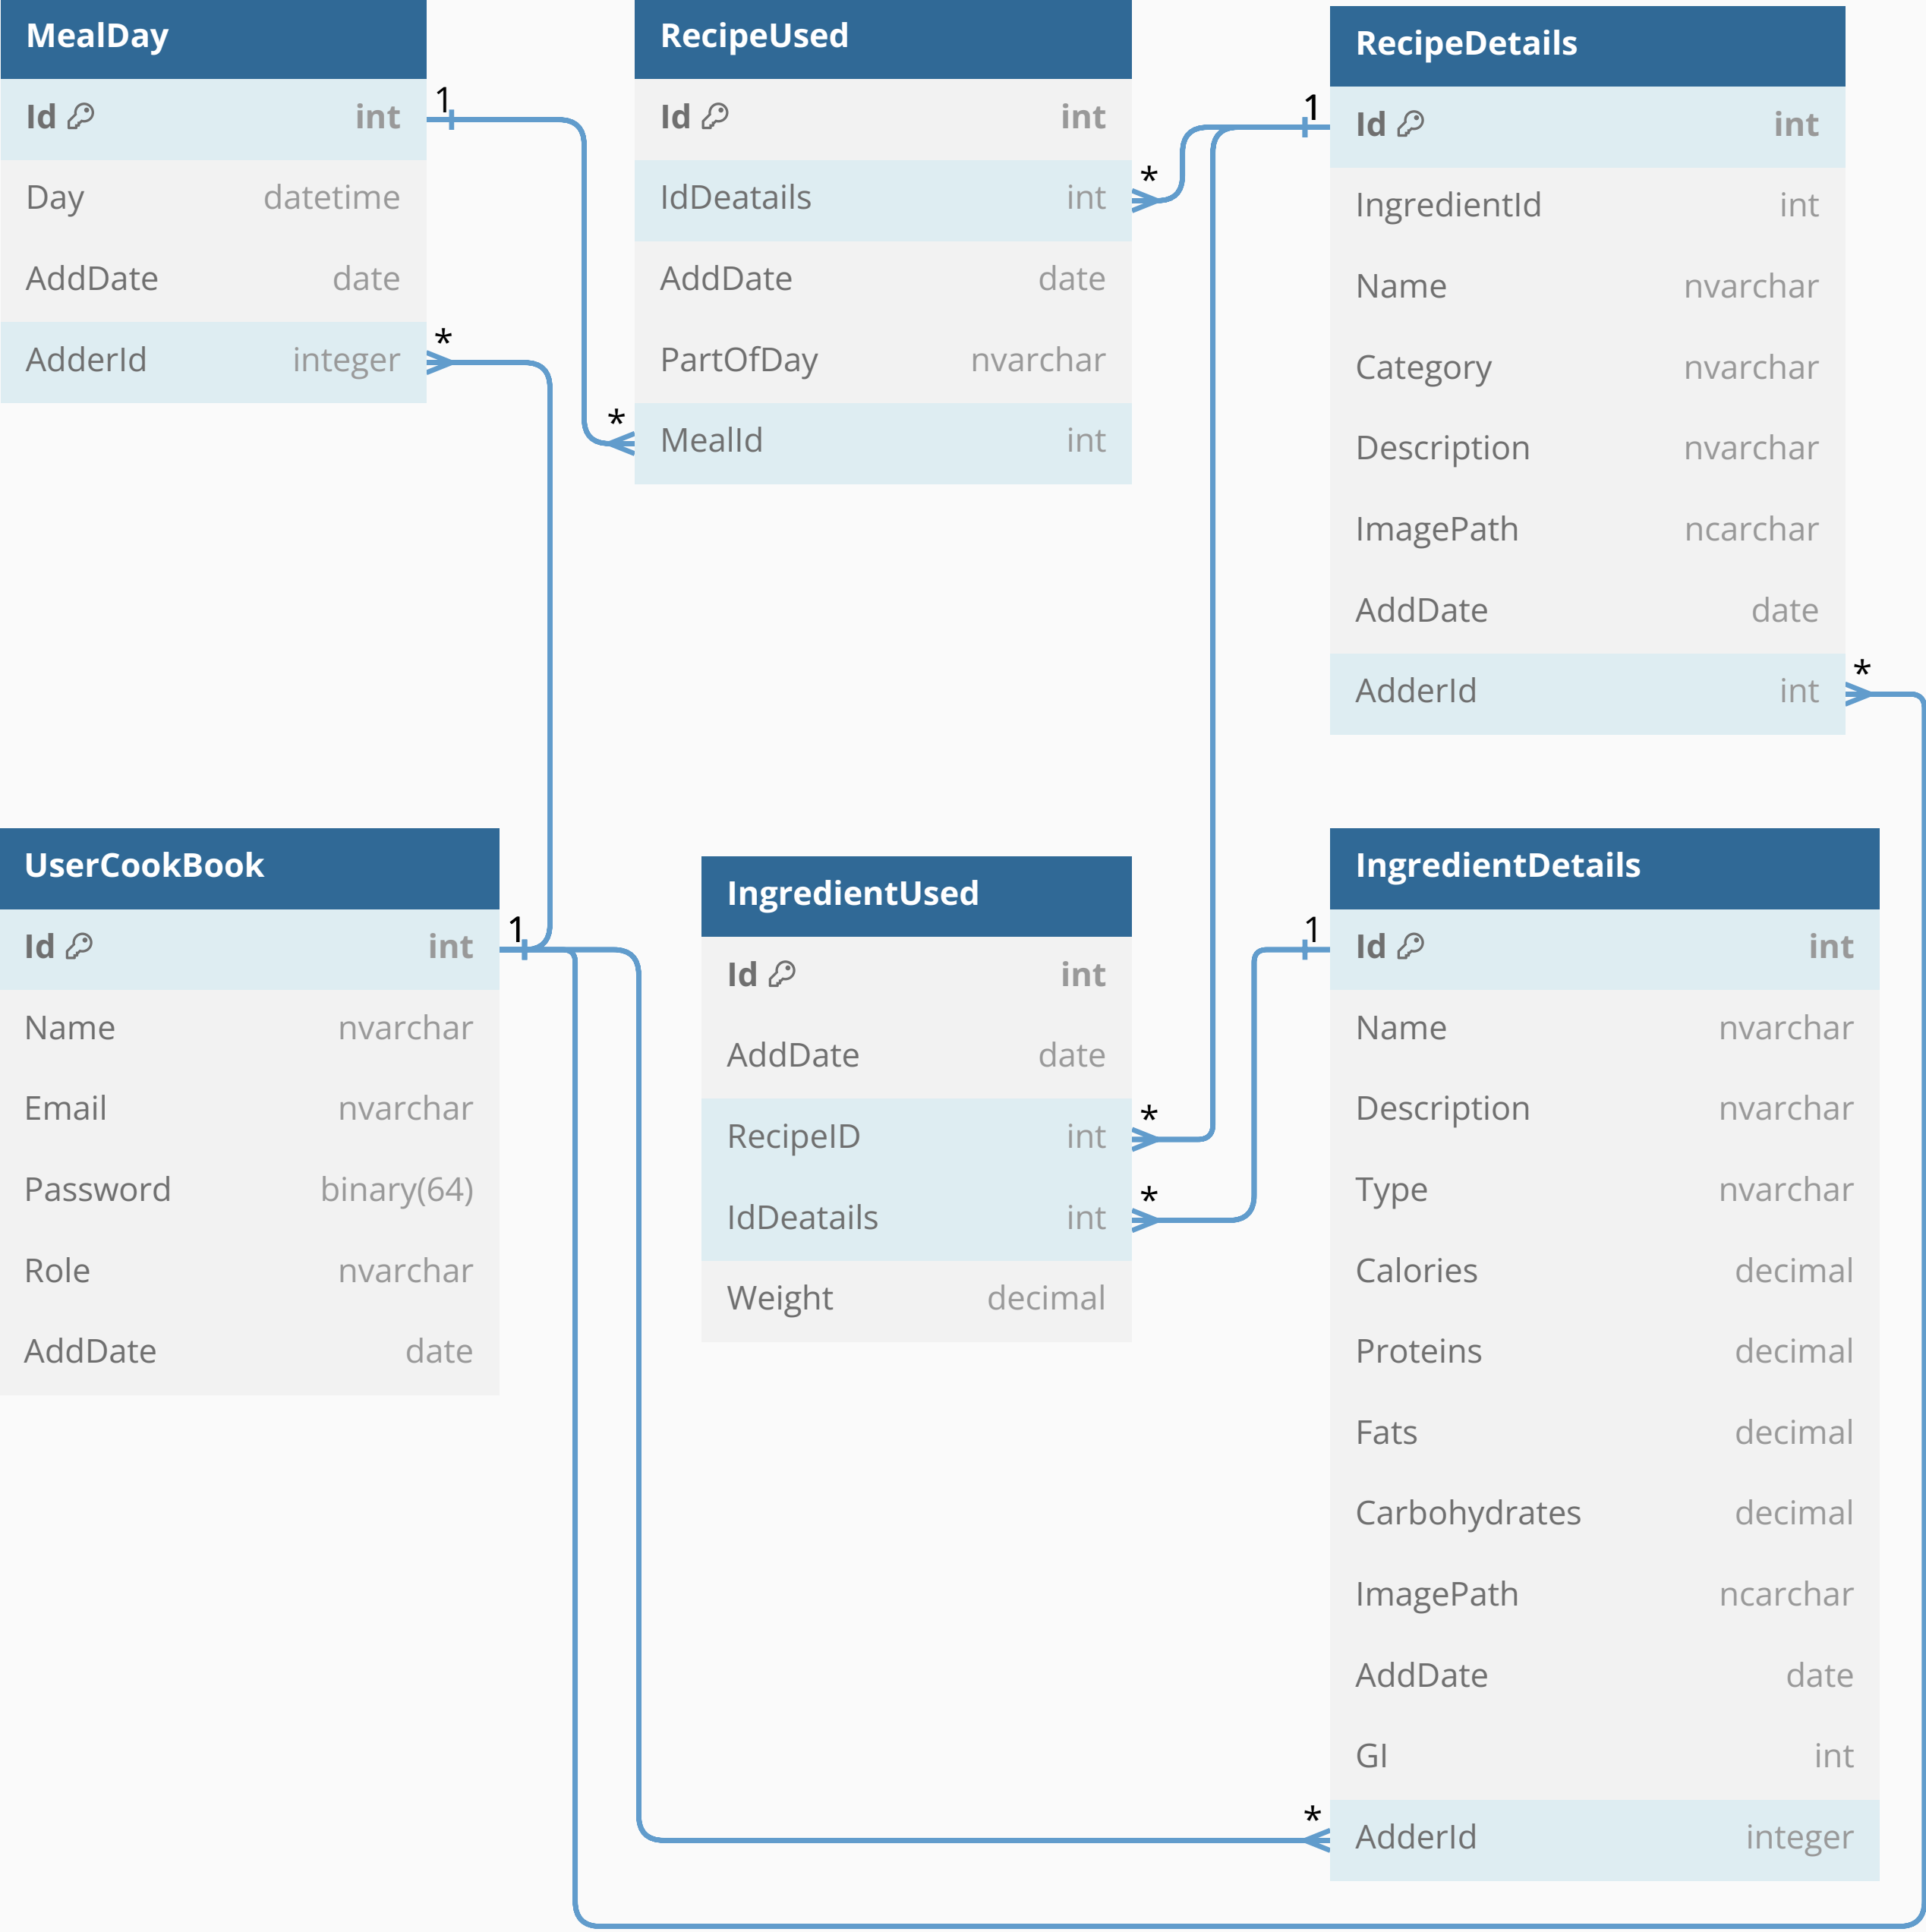 MealDay
Id int
Day datetime
AddDate date
AdderId integer
1
*
RecipeUsed
Id int
IdDeatails int
AddDate date
PartOfDay nvarchar
MealId int
*
*
RecipeDetails
1
Id int
IngredientId int
Name nvarchar
Category nvarchar
Description nvarchar
ImagePath ncarchar
AddDate date
AdderId int
*
UserCookBook
Id int
Name nvarchar
Email nvarchar
Password binary(64)
Role nvarchar
AddDate date
1
IngredientUsed
Id int
AddDate date
RecipeID int
IdDeatails int
Weight decimal
*
*
IngredientDetails
1
Id int
Name nvarchar
Description nvarchar
Type nvarchar
Calories decimal
Proteins decimal
Fats decimal
Carbohydrates decimal
ImagePath ncarchar
AddDate date
GI int
AdderId integer
*